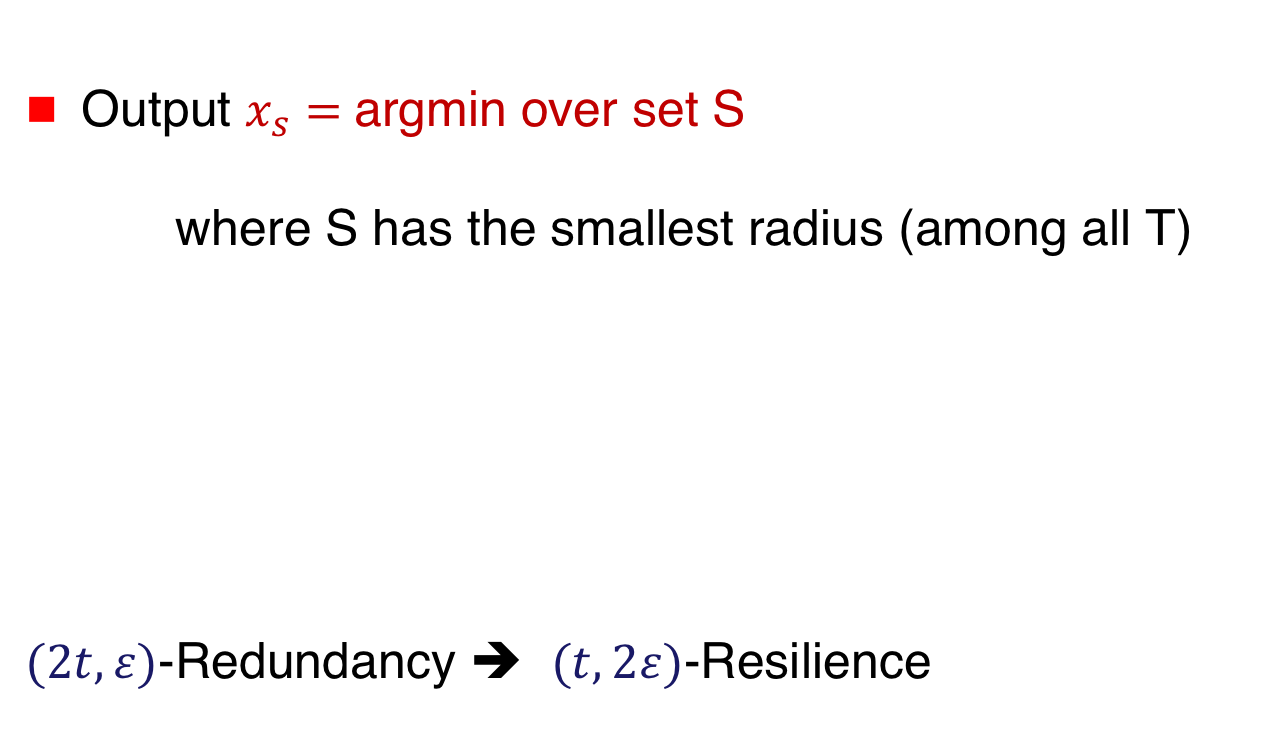 ■ Output 𝑥ₛ = argmin over set S
where S has the smallest radius (among all T)
(2𝑡, 𝜀)-Redundancy ➔ (𝑡, 2𝜀)-Resilience